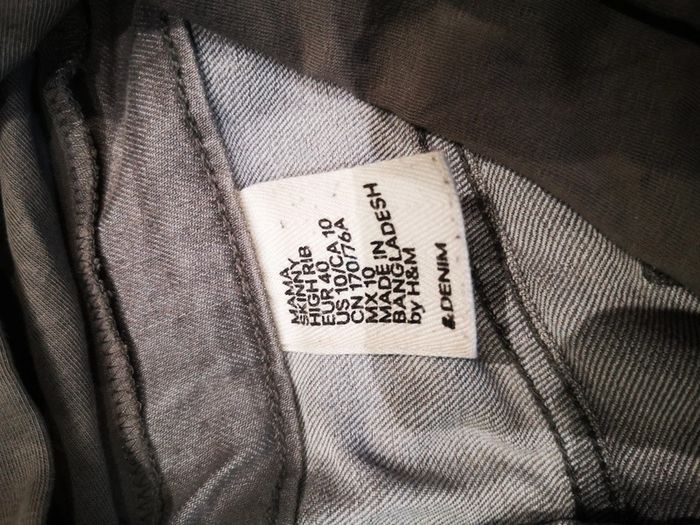 MAMA
SKINNY
HIGH RIB
EUR 40
US 10/CA 10
CN 170/76A
MX 10
MADE IN
BANGLADESH
by H&M
&DENIM